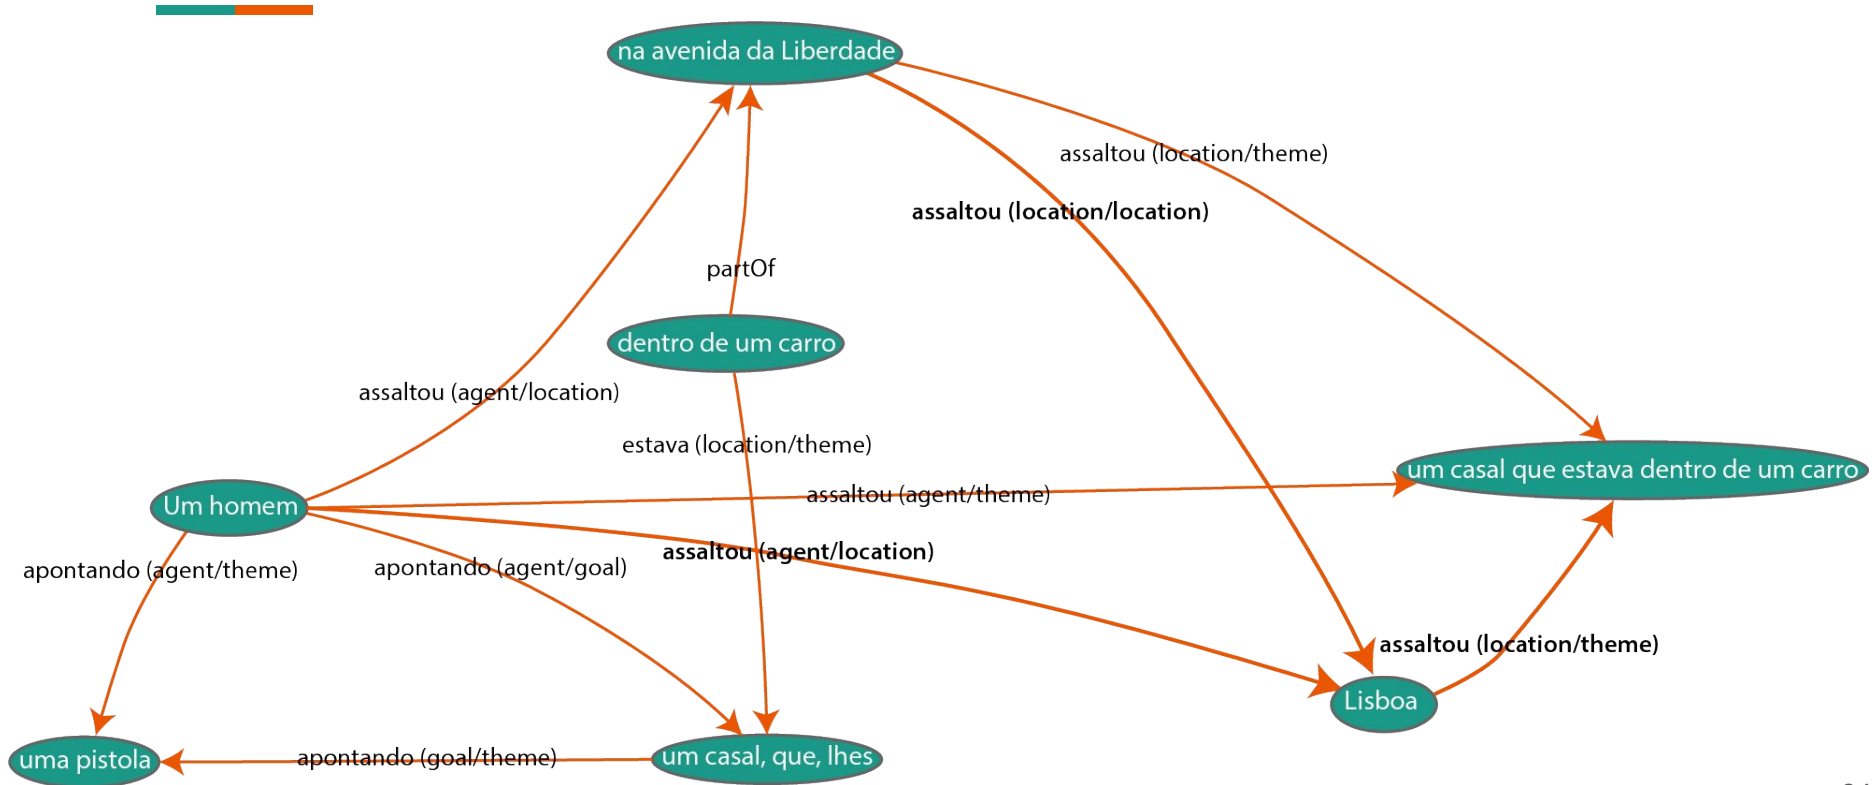 na avenida da Liberdade
assaltou (location/theme)
assaltou (location/location)
partOf
dentro de um carro
assaltou (agent/location)
estava (location/theme)
um casal que estava dentro de um carro
assaltou (agent/theme)
Um homem
assaltou (agent/location)
apontando (agent/theme)
apontando (agent/goal)
assaltou (location/theme)
Lisboa
uma pistola
apontando (goal/theme)
um casal, que, lhes